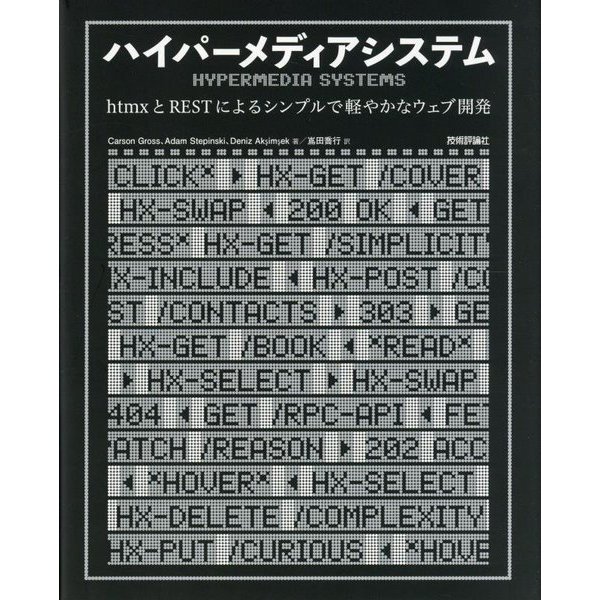 ハイパーメディアシステム
HYPERMEDIA SYSTEMS
htmxとRESTによるシンプルで軽やかなウェブ開発
Carson Gross、Adam Stepinski、Deniz Akşimşek 著／嶌田喬行 訳 技術評論社
CLICK* ▶ HX-GET /COVER
HX-SWAP ◀ 200 OK ◀ GET
RESS* HX-GET /SIMPLICIT
X-INCLUDE ◀ HX-POST /CO
ST /CONTACTS ▶ 303 ▶ GE
HX-GET /BOOK ◀ *READ*
▶ HX-SELECT ▶ HX-SWAP
404 ◀ GET /RPC-API ◀ FE
ATCH /REASON ▶ 202 ACC
◀ *HOVER* ◀ HX-SELECT
HX-DELETE /COMPLEXITY
HX-PUT /CURIOUS ◀ *HOVE